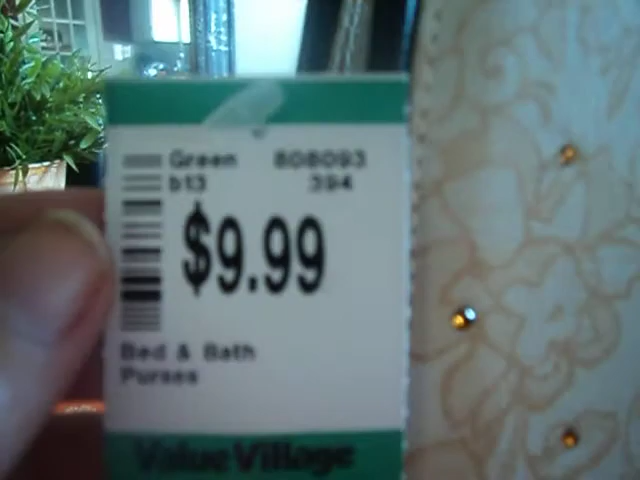 Green 808093
b13 394
$9.99
Bed & Bath
Purses
Value Village